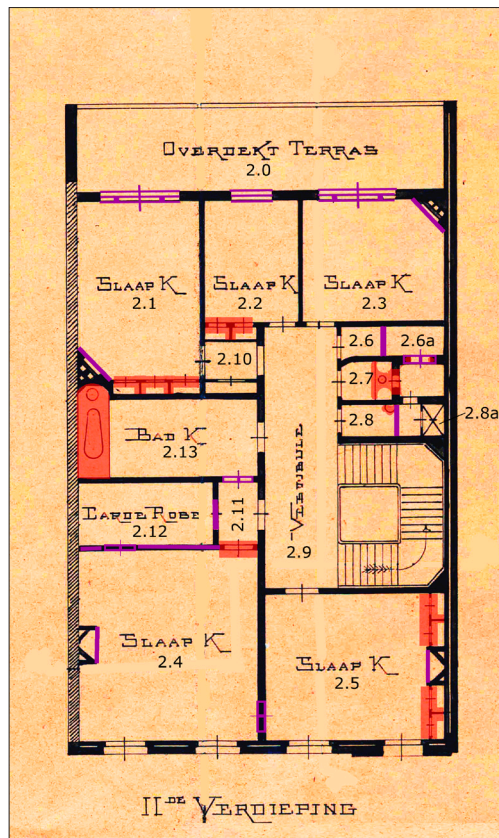 OVERDEKT TERRAS
2.0
SLAAP K
2.1
SLAAP K
2.2
SLAAP K
2.3
2.6
2.6a
2.10
2.7
2.8
2.8a
BAD K
2.13
VESTIBULE
2.9
2.11
GARDE ROBE
2.12
SLAAP K
2.4
SLAAP K
2.5
IIDE VERDIEPING